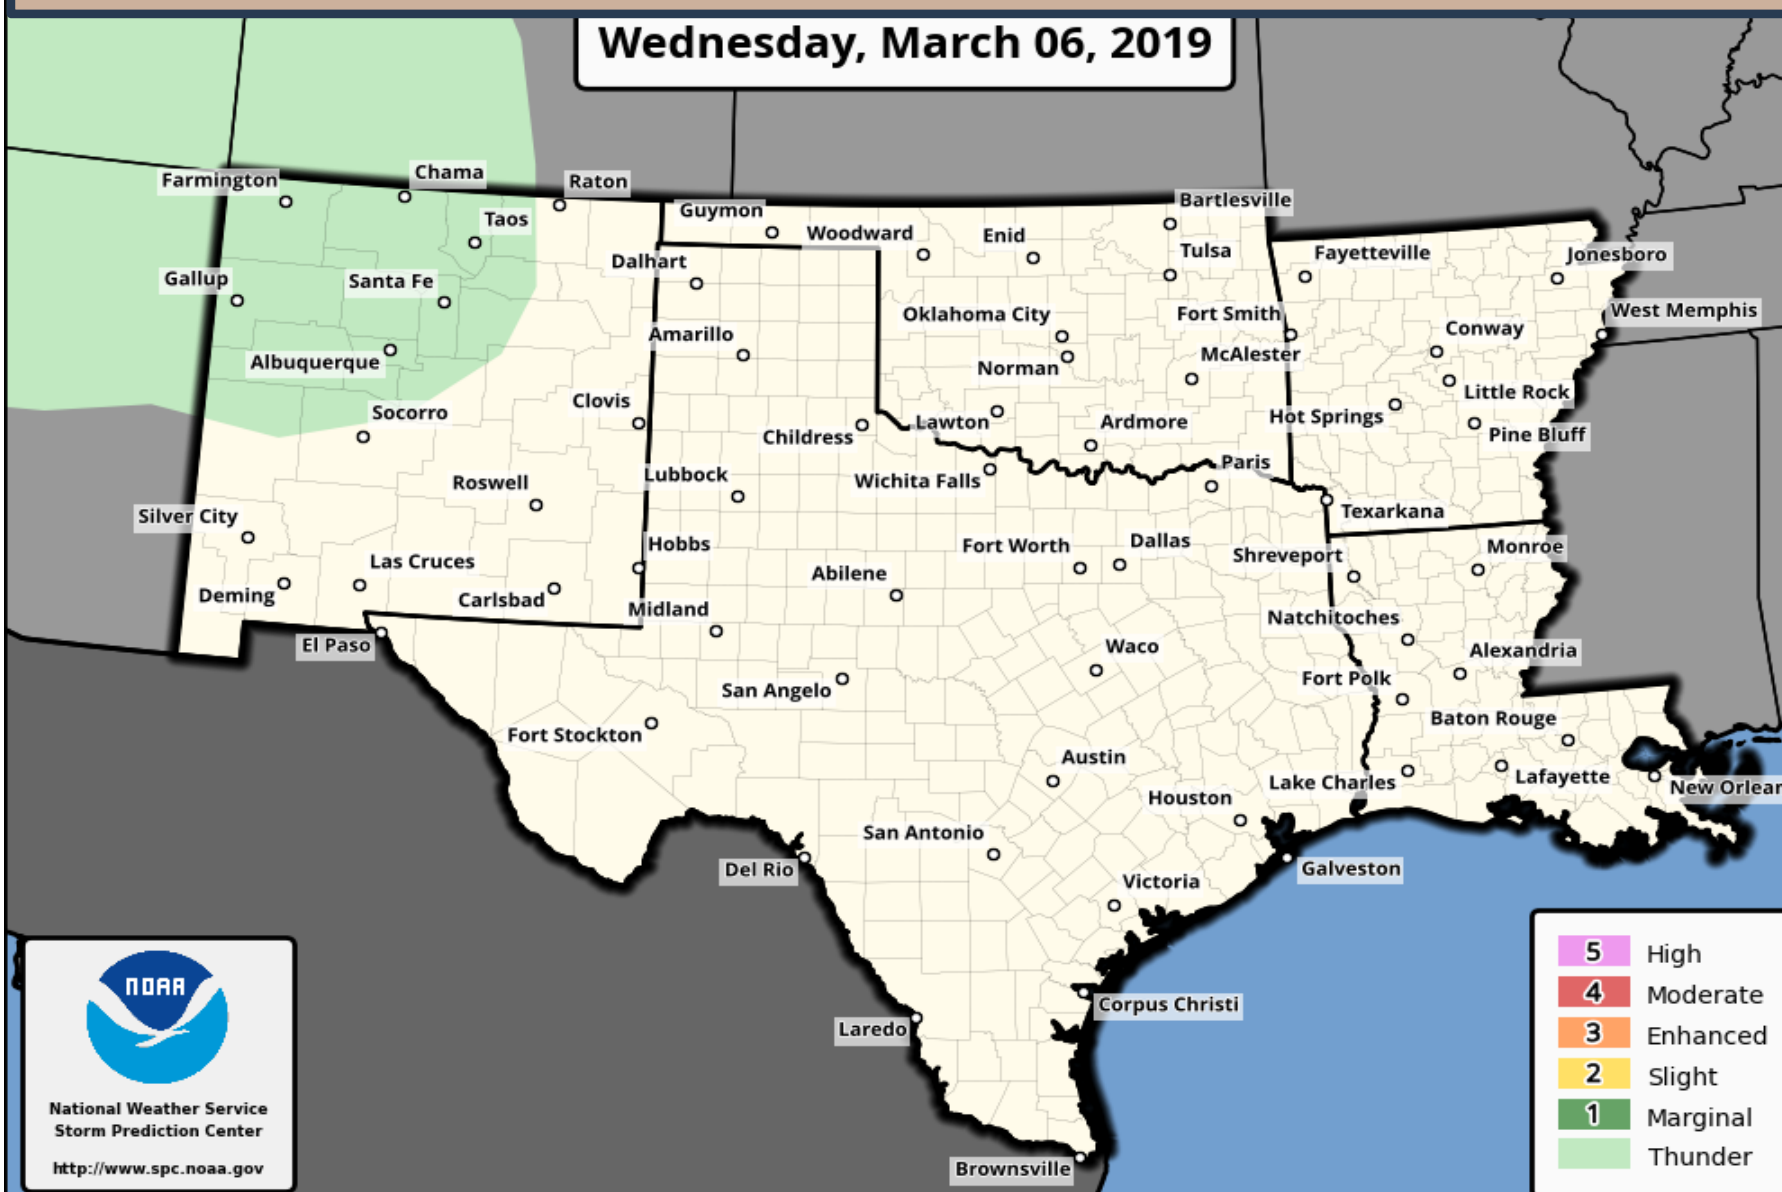 Wednesday, March 06, 2019
Farmington
Chama
Raton
Taos
Guymon
Woodward
Enid
Bartlesville
Tulsa
Fayetteville
Jonesboro
Gallup
Santa Fe
Dalhart
Oklahoma City
Fort Smith
West Memphis
Amarillo
Conway
Albuquerque
Norman
McAlester
Little Rock
Socorro
Clovis
Childress
Lawton
Ardmore
Hot Springs
Pine Bluff
Roswell
Lubbock
Wichita Falls
Paris
Texarkana
Silver City
Hobbs
Fort Worth
Dallas
Shreveport
Monroe
Las Cruces
Abilene
Deming
Carlsbad
Midland
Natchitoches
El Paso
Waco
Alexandria
San Angelo
Fort Polk
Fort Stockton
Baton Rouge
Austin
Lake Charles
Lafayette
New Orlean
Houston
San Antonio
Del Rio
Galveston
Victoria
Corpus Christi
Laredo
Brownsville
NOAA
National Weather Service
Storm Prediction Center
http://www.spc.noaa.gov
5 High
4 Moderate
3 Enhanced
2 Slight
1 Marginal
Thunder